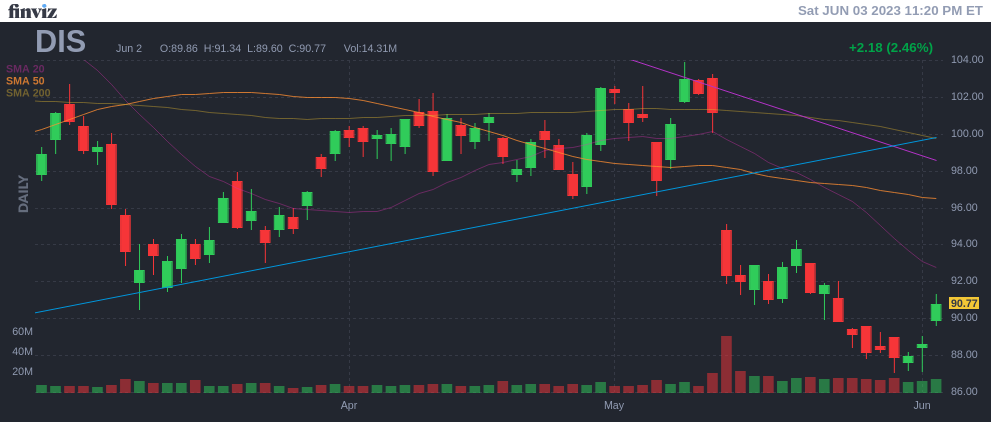 finviz
Sat JUN 03 2023 11:20 PM ET
DIS
Jun 2 O:89.86 H:91.34 L:89.60 C:90.77 Vol:14.31M
+2.18 (2.46%)
SMA 20
SMA 50
SMA 200
DAILY
104.00
102.00
100.00
98.00
96.00
94.00
92.00
90.77
90.00
88.00
86.00
60M
40M
20M
Apr May Jun